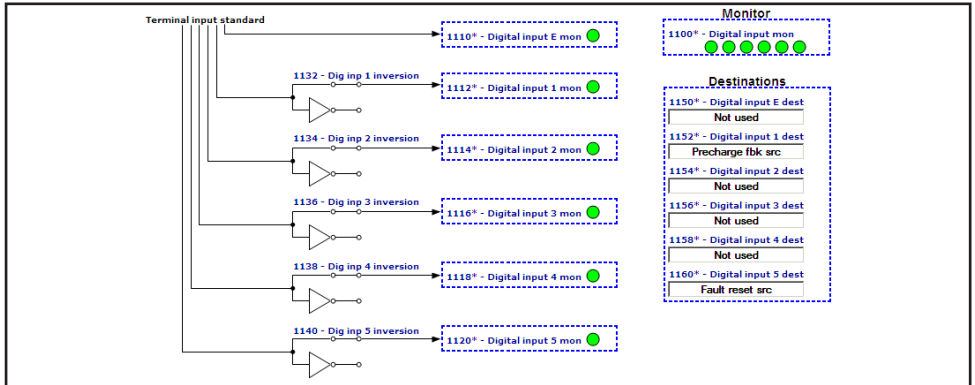 Terminal input standard
1110* - Digital input E mon
1132 - Dig inp 1 inversion
1112* - Digital input 1 mon
1134 - Dig inp 2 inversion
1114* - Digital input 2 mon
1136 - Dig inp 3 inversion
1116* - Digital input 3 mon
1138 - Dig inp 4 inversion
1118* - Digital input 4 mon
1140 - Dig inp 5 inversion
1120* - Digital input 5 mon
Monitor
1100* - Digital input mon
Destinations
1150* - Digital input E dest
Not used
1152* - Digital input 1 dest
Precharge fbk src
1154* - Digital input 2 dest
Not used
1156* - Digital input 3 dest
Not used
1158* - Digital input 4 dest
Not used
1160* - Digital input 5 dest
Fault reset src